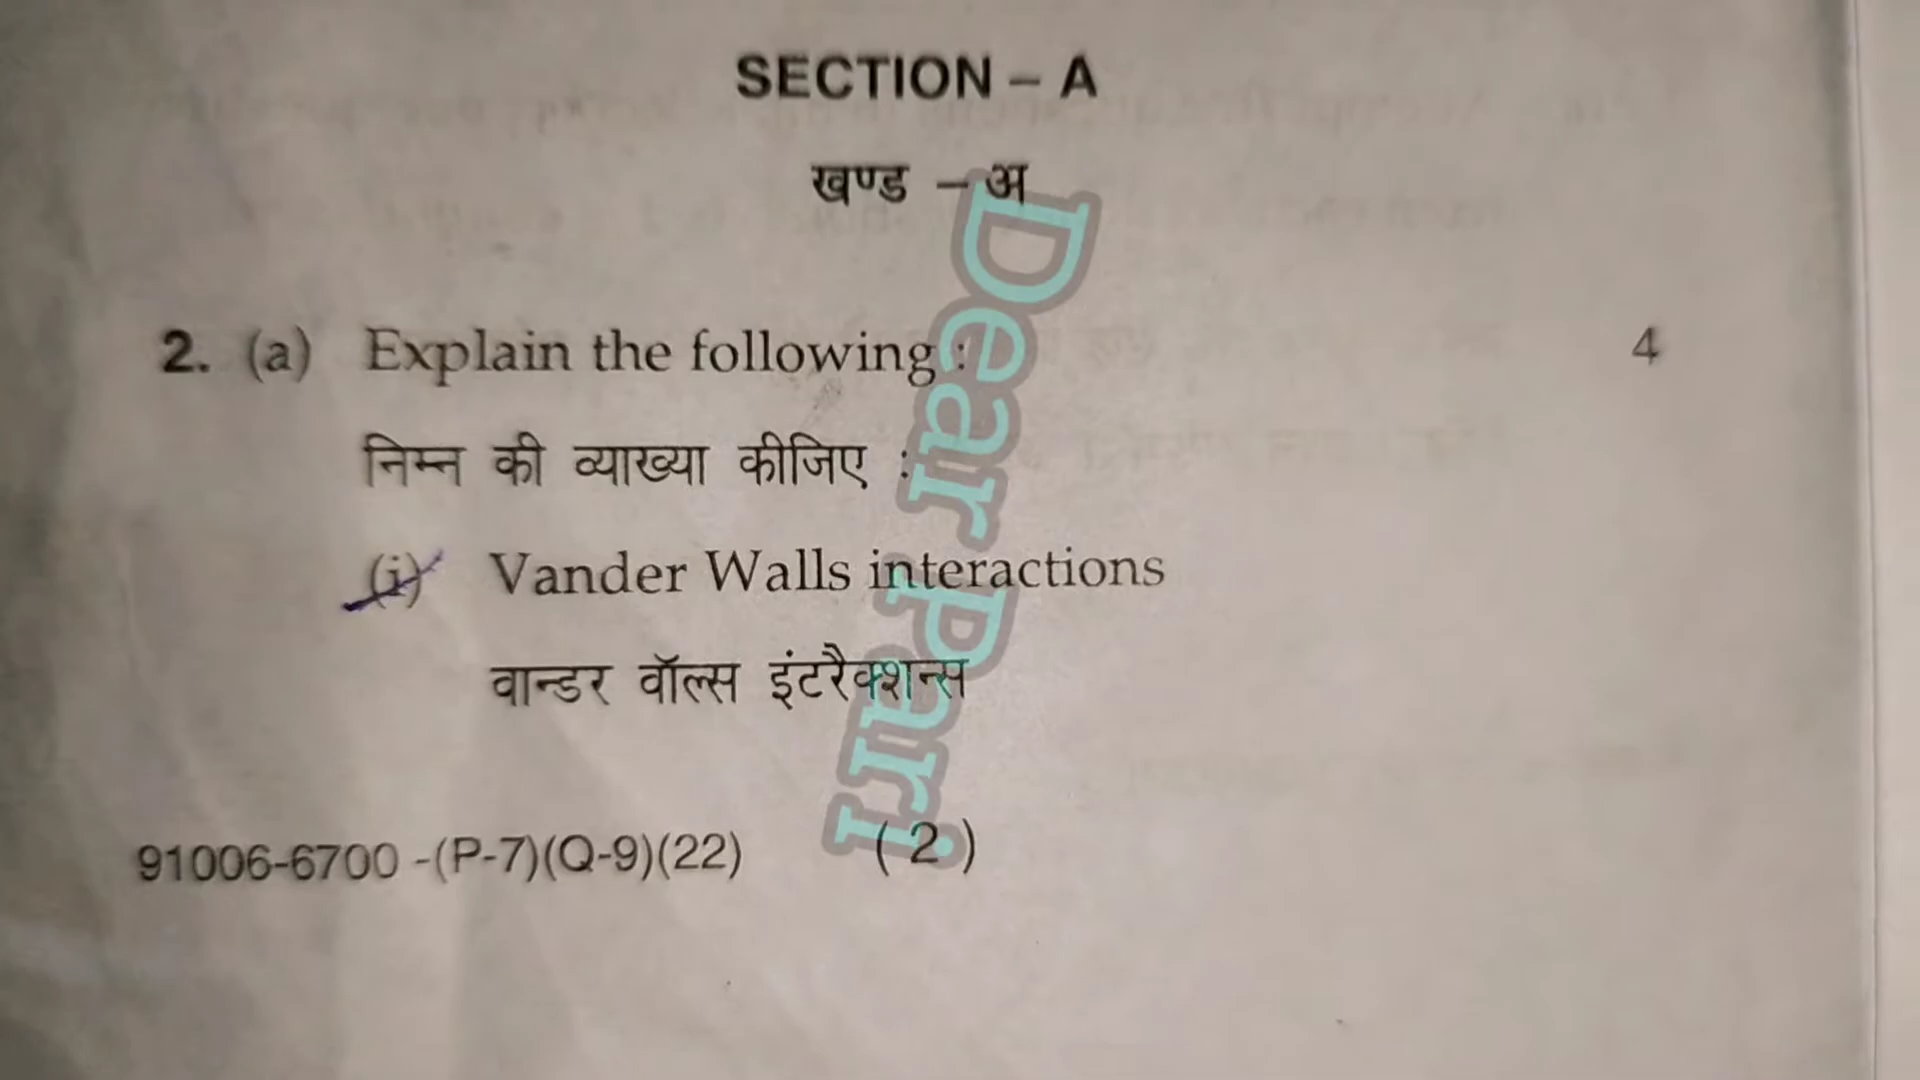 SECTION – A
खण्ड – अ
2. (a) Explain the following : 4
निम्न की व्याख्या कीजिए :
(i) Vander Walls interactions
वान्डर वॉल्स इंटरैक्शन्स
91006-6700 -(P-7)(Q-9)(22) ( 2 )
Dear Pari